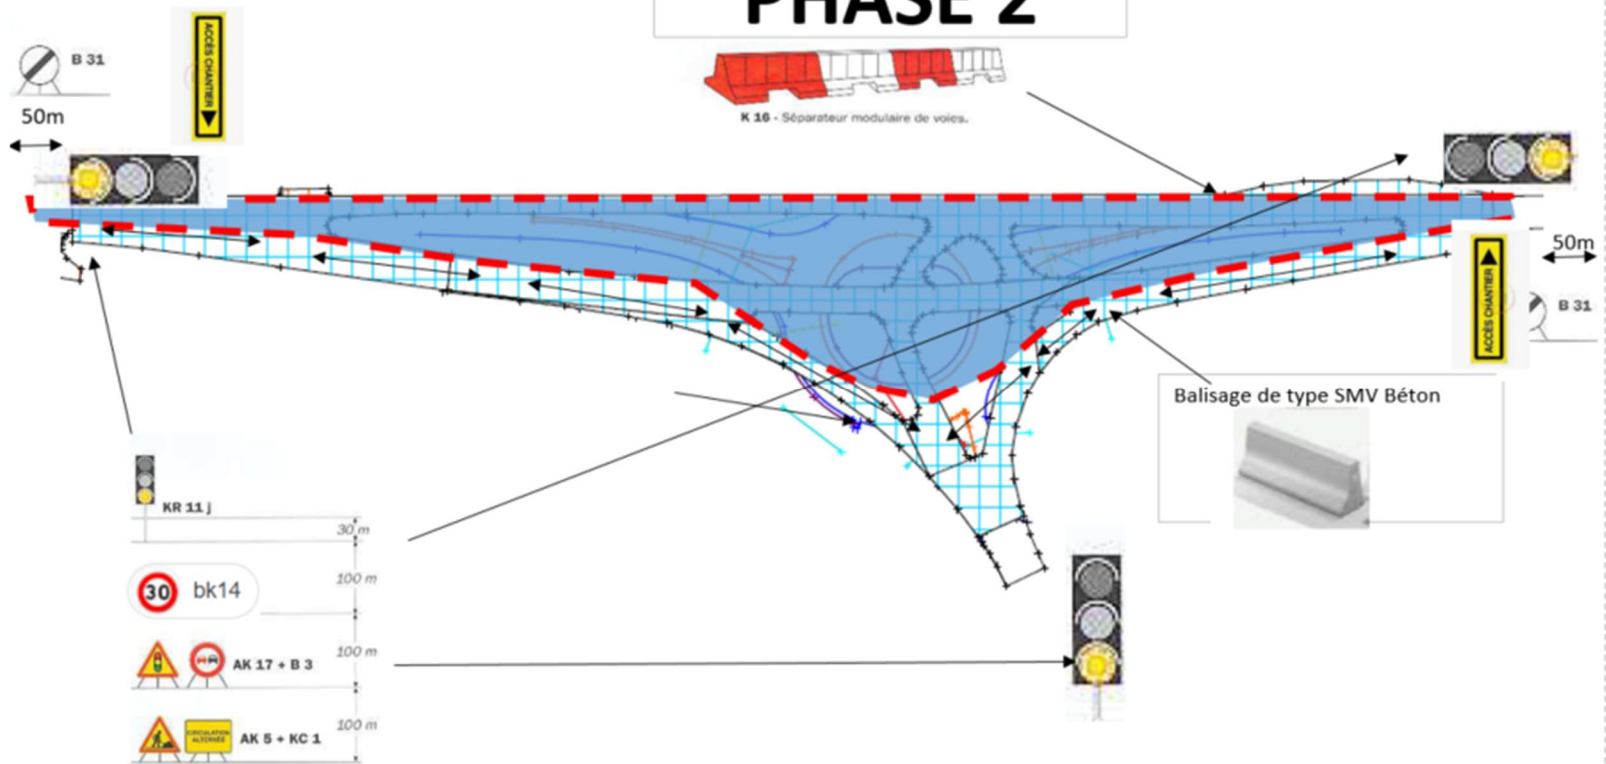 PHASE 2
B 31
ACCÈS CHANTIER
50m
K 16 - Séparateur modulaire de voies.
50m
B 31
ACCÈS CHANTIER
Balisage de type SMV Béton
KR 11 j
30 m
30 bk14
100 m
AK 17 + B 3
100 m
CIRCULATION
ALTERNÉE
AK 5 + KC 1
100 m